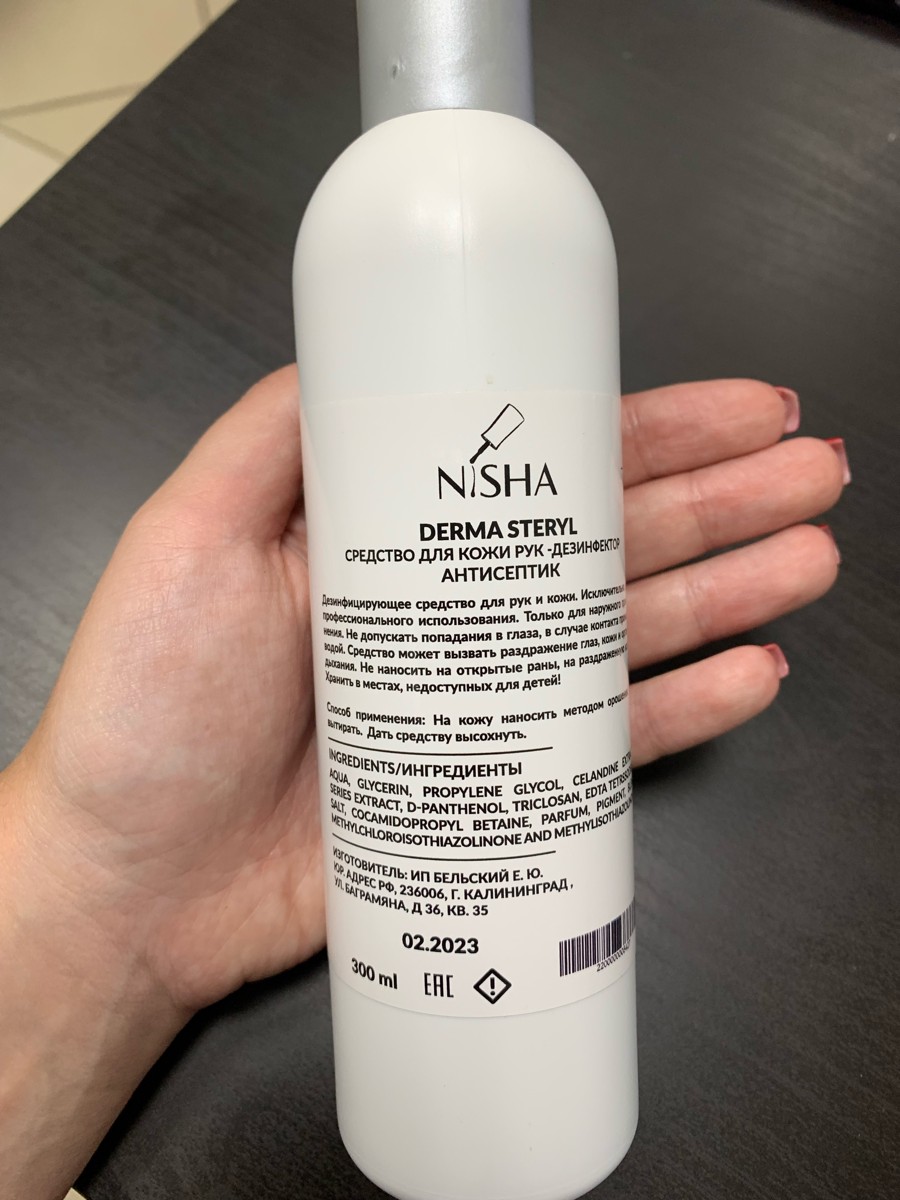 NISHA
DERMA STERYL
СРЕДСТВО ДЛЯ КОЖИ РУК -ДЕЗИНФЕКТОР
АНТИСЕПТИК
Дезинфицирующее средство для рук и кожи. Исключительно
профессионального использования. Только для наружного
нения. Не допускать попадания в глаза, в случае контакта
водой. Средство может вызвать раздражение глаз, кожи и
дыхания. Не наносить на открытые раны, на раздраженную
Хранить в местах, недоступных для детей!
Способ применения: На кожу наносить методом
вытирать. Дать средству высохнуть.
INGREDIENTS/ИНГРЕДИЕНТЫ
AQUA, GLYCERIN, PROPYLENE GLYCOL, CELANDINE
SERIES EXTRACT, D-PANTHENOL, TRICLOSAN, EDTA
SALT, COCAMIDOPROPYL BETAINE, PARFUM, PIGMENT,
METHYLCHLOROISOTHIAZOLINONE AND
ИЗГОТОВИТЕЛЬ: ИП БЕЛЬСКИЙ Е. Ю.
ЮР. АДРЕС РФ, 236006, Г. КАЛИНИНГРАД ,
УЛ. БАГРАМЯНА, Д 36, КВ. 35
02.2023
300 ml EAC